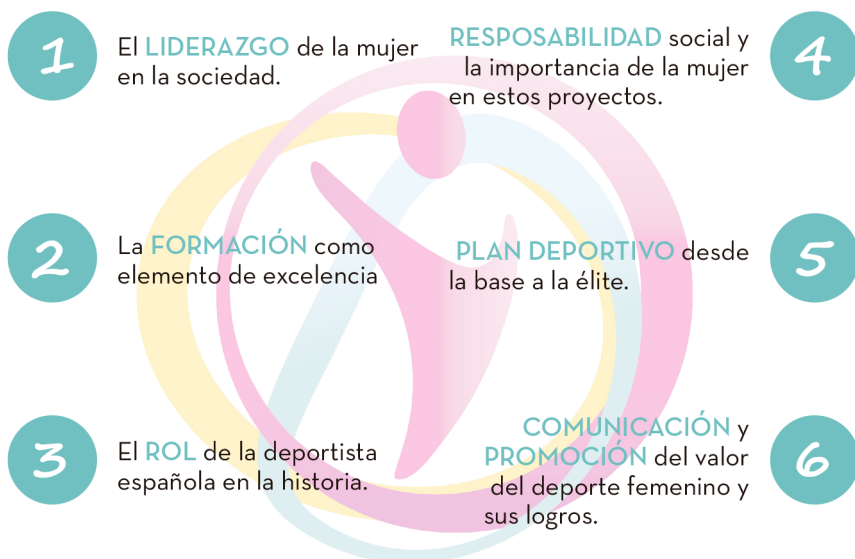 1
El LIDERAZGO de la mujer
en la sociedad.
2
La FORMACIÓN como
elemento de excelencia
3
El ROL de la deportista
española en la historia.
RESPOSABILIDAD social y
la importancia de la mujer
en estos proyectos.
4
PLAN DEPORTIVO desde
la base a la élite.
5
COMUNICACIÓN y
PROMOCIÓN del valor
del deporte femenino y
sus logros.
6